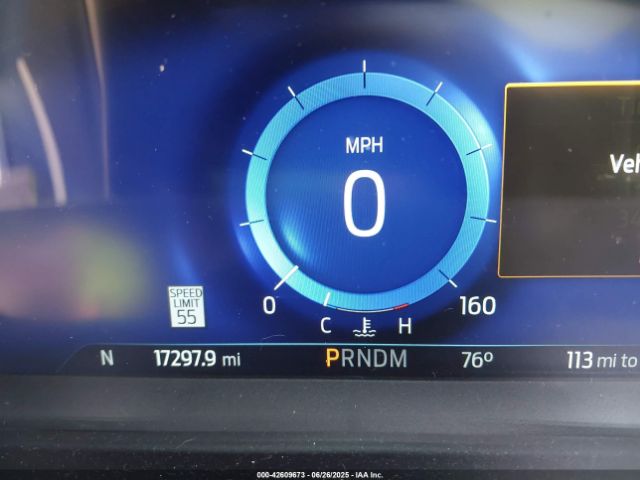 MPH
0
Veh
SPEED
LIMIT
55
0
160
C
H
N 17297.9 mi PRNDM 76° 113 mi to
000-42609673 - 06/26/2025 - IAA Inc.